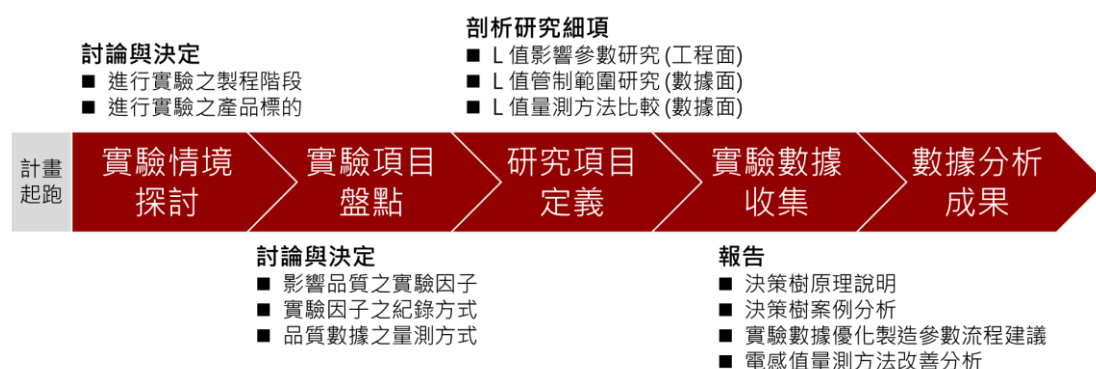 討論與決定
■ 進行實驗之製程階段
■ 進行實驗之產品標的
剖析研究細項
■ L 值影響參數研究 (工程面)
■ L 值管制範圍研究 (數據面)
■ L 值量測方法比較 (數據面)
計畫
起跑
實驗情境
探討
實驗項目
盤點
研究項目
定義
實驗數據
收集
數據分析
成果
討論與決定
■ 影響品質之實驗因子
■ 實驗因子之紀錄方式
■ 品質數據之量測方式
報告
■ 決策樹原理說明
■ 決策樹案例分析
■ 實驗數據優化製造參數流程建議
■ 電感值量測方法改善分析